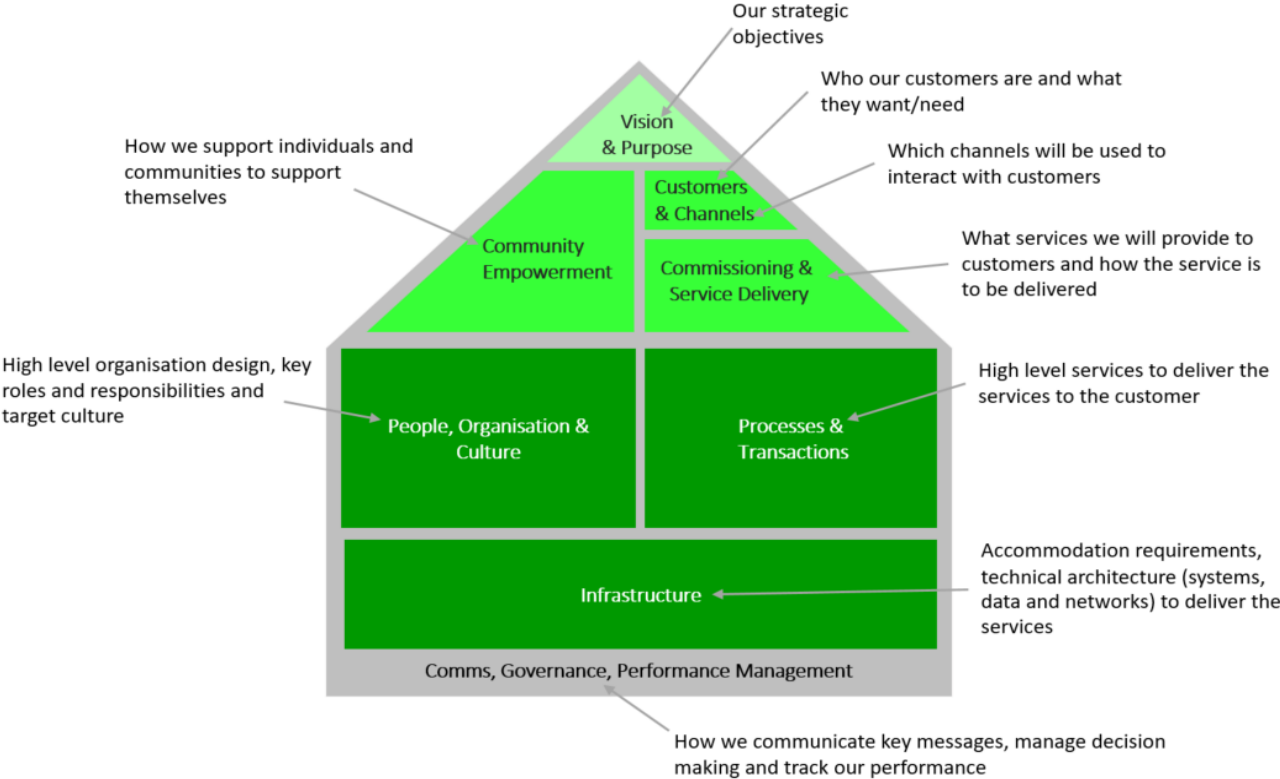 Our strategic
objectives
Who our customers are and what
they want/need
Which channels will be used to
interact with customers
What services we will provide to
customers and how the service is
to be delivered
How we support individuals and
communities to support
themselves
Vision
& Purpose
Customers
& Channels
Community
Empowerment
Commissioning &
Service Delivery
High level organisation design, key
roles and responsibilities and
target culture
People, Organisation &
Culture
Processes &
Transactions
High level services to deliver the
services to the customer
Infrastructure
Accommodation requirements,
technical architecture (systems,
data and networks) to deliver the
services
Comms, Governance, Performance Management
How we communicate key messages, manage decision
making and track our performance